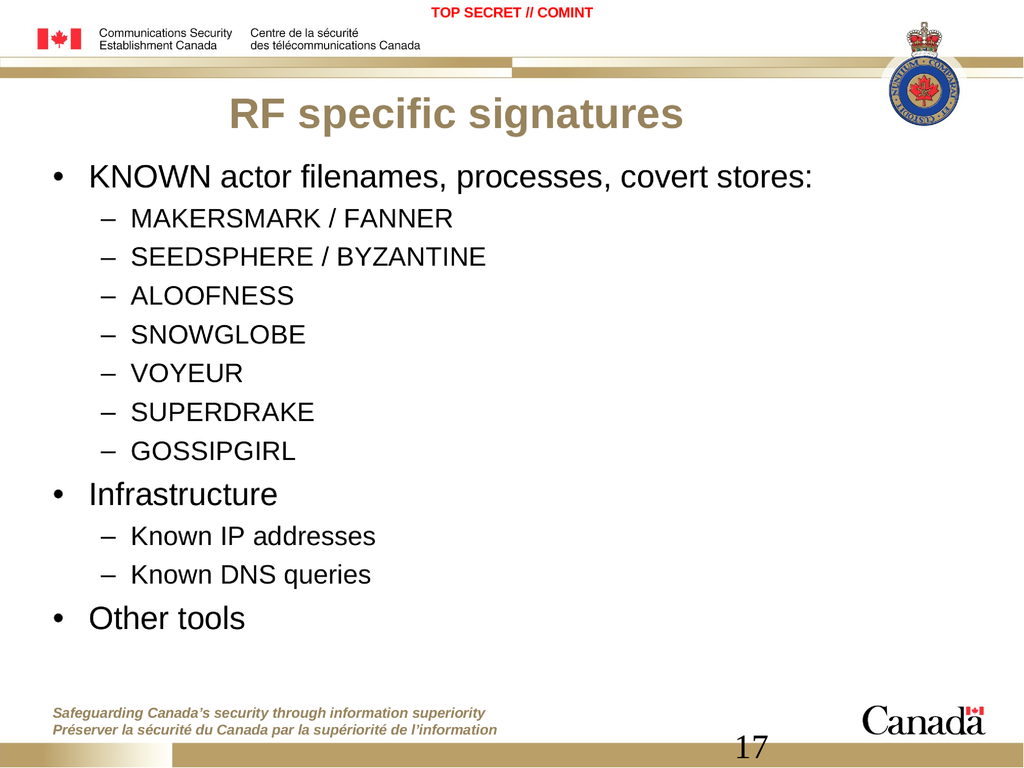 TOP SECRET // COMINT
Communications Security Centre de la sécurité
Establishment Canada des télécommunications Canada
NUNTIUM COMPARAT CUSTODIT
RF specific signatures
• KNOWN actor filenames, processes, covert stores:
– MAKERSMARK / FANNER
– SEEDSPHERE / BYZANTINE
– ALOOFNESS
– SNOWGLOBE
– VOYEUR
– SUPERDRAKE
– GOSSIPGIRL
• Infrastructure
– Known IP addresses
– Known DNS queries
• Other tools
Safeguarding Canada's security through information superiority
Préserver la sécurité du Canada par la supériorité de l'information
Canada
17